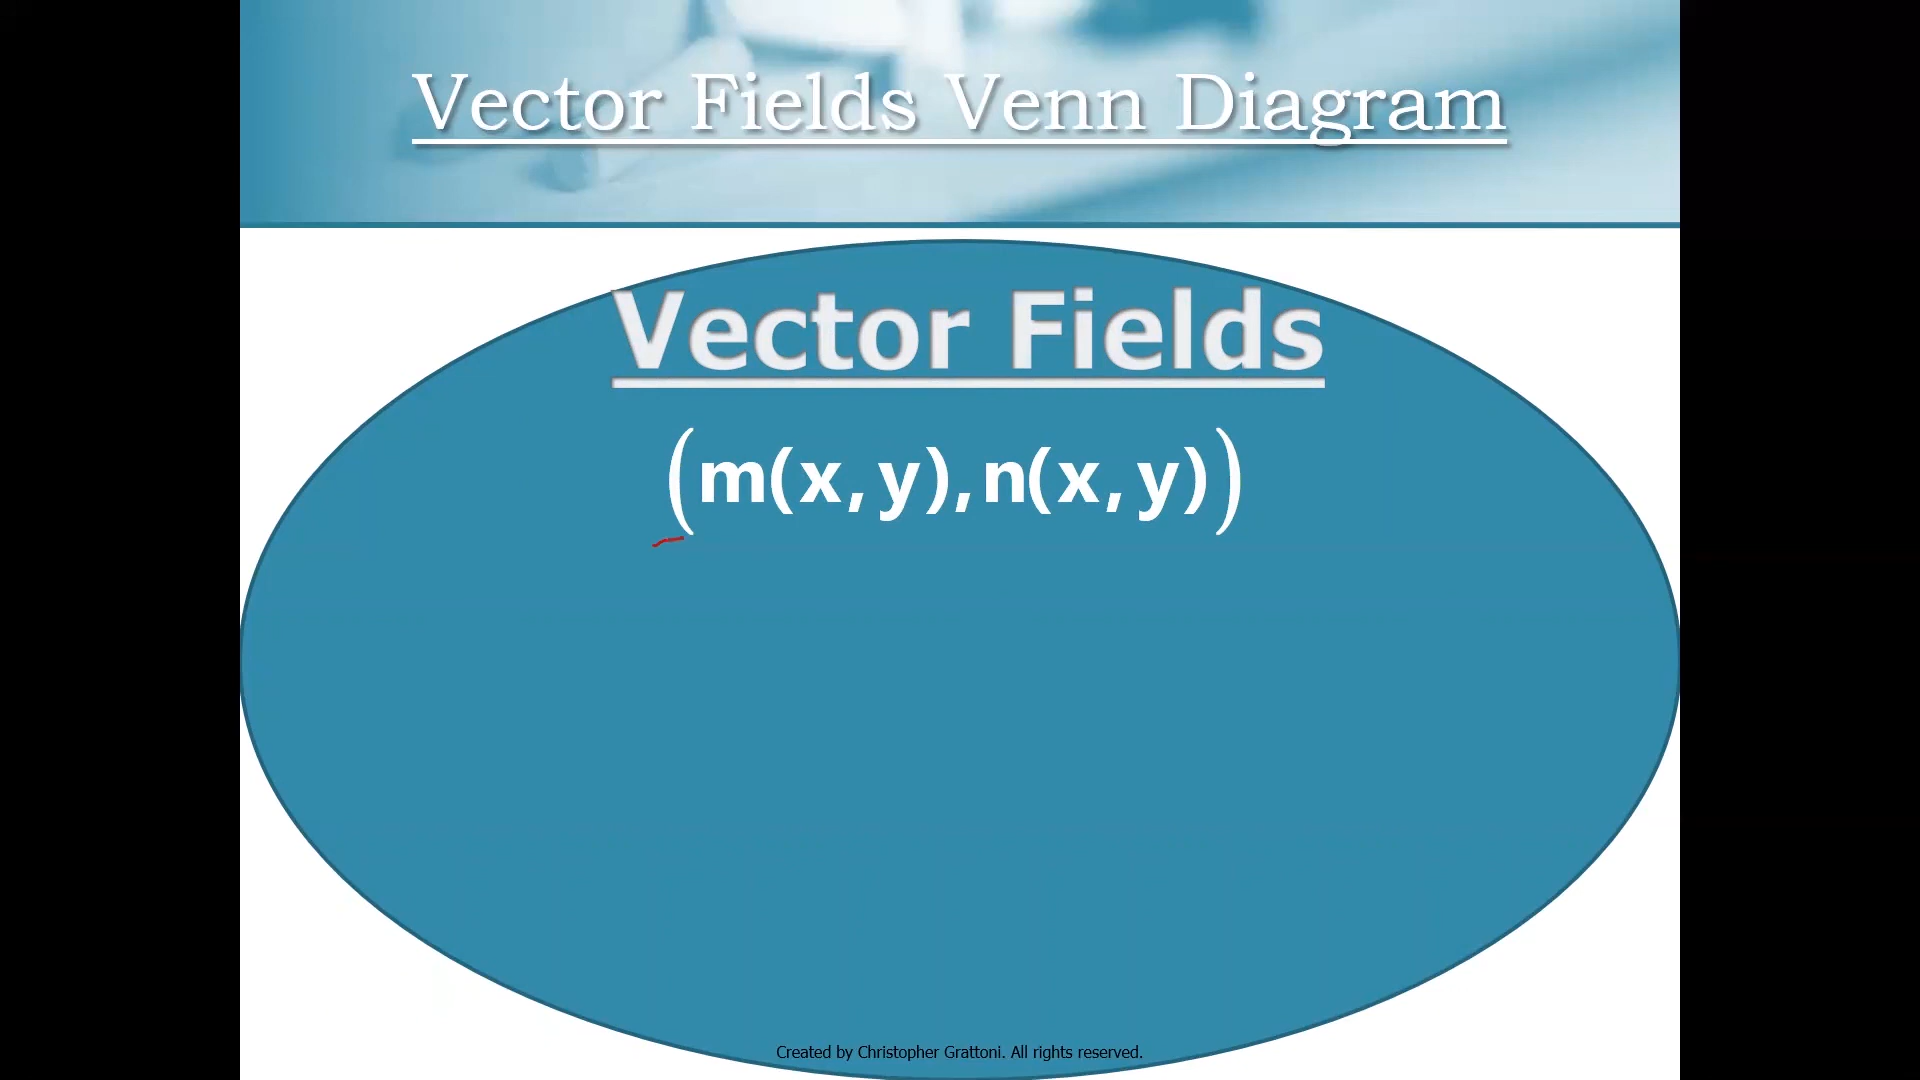 Vector Fields Venn Diagram
Vector Fields
(m(x,y),n(x,y))
Created by Christopher Grattoni. All rights reserved.